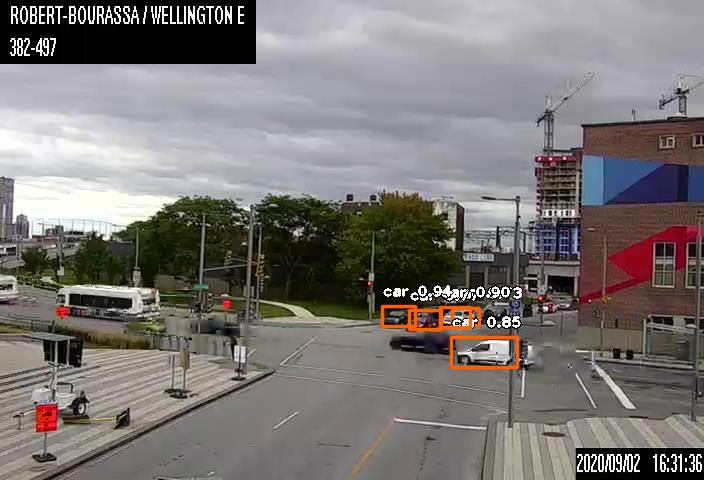 ROBERT-BOURASSA / WELLINGTON E
382-497
car 0.94
0.90
car 0.85
2020/09/02 16:31:36